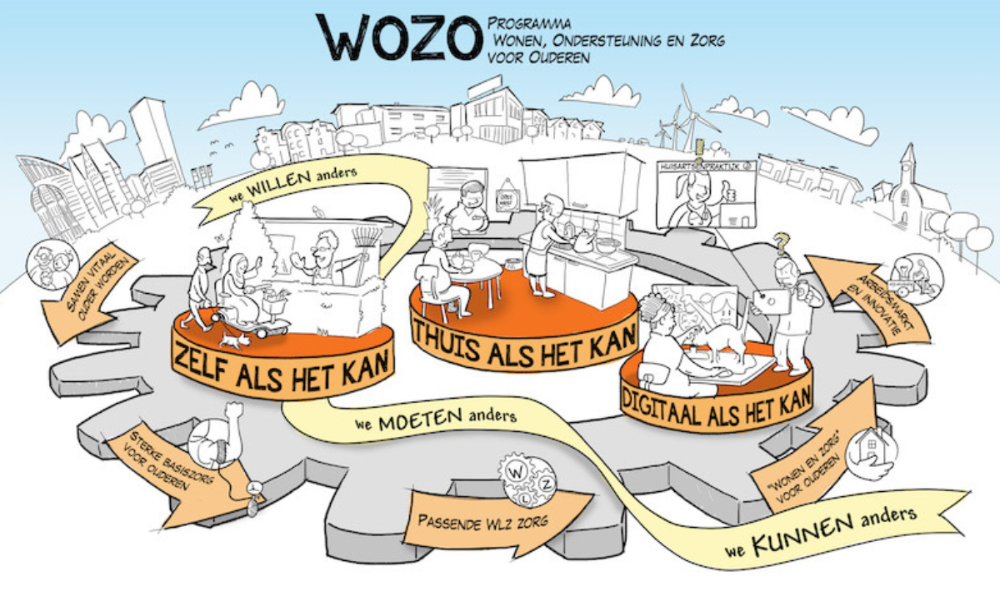 WOZO
PROGRAMMA
WONEN, ONDERSTEUNING EN ZORG
VOOR OUDEREN
we WILLEN anders
HUISARTSENPRAKTIJK
SAMEN VITAAL
OUDER WORDEN
ARBEIDSMARKT
EN INNOVATIE
ZELF ALS HET KAN
THUIS ALS HET KAN
DIGITAAL ALS HET KAN
we MOETEN anders
STERKE BASISZORG
VOOR OUDEREN
W
L
Z
PASSENDE WLZ ZORG
"WONEN EN ZORG"
VOOR OUDEREN
we KUNNEN anders